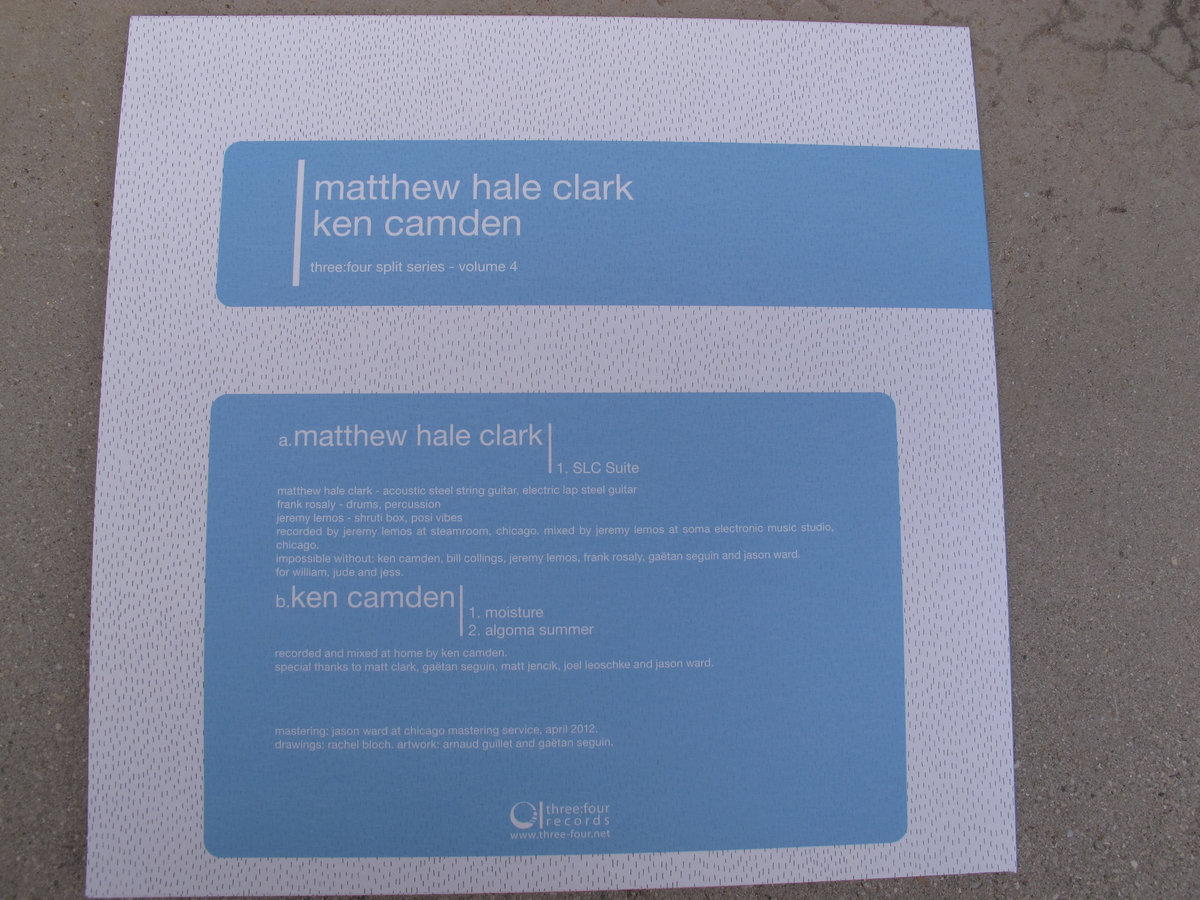 matthew hale clark
ken camden
three:four split series - volume 4
a.matthew hale clark
1. SLC Suite
matthew hale clark - acoustic steel string guitar, electric lap steel guitar
frank rosaly - drums, percussion
jeremy lemos - shruti box, posi vibes
recorded by jeremy lemos at steamroom, chicago. mixed by jeremy lemos at soma electronic music studio,
chicago.
impossible without: ken camden, bill collings, jeremy lemos, frank rosaly, gaëtan seguin and jason ward.
for william, jude and jess.
b.ken camden
1. moisture
2. algoma summer
recorded and mixed at home by ken camden.
special thanks to matt clark, gaëtan seguin, matt jencik, joel leoschke and jason ward.
mastering: jason ward at chicago mastering service, april 2012.
drawings: rachel bloch. artwork: arnaud guillet and gaëtan seguin.
three:four
records
www.three-four.net